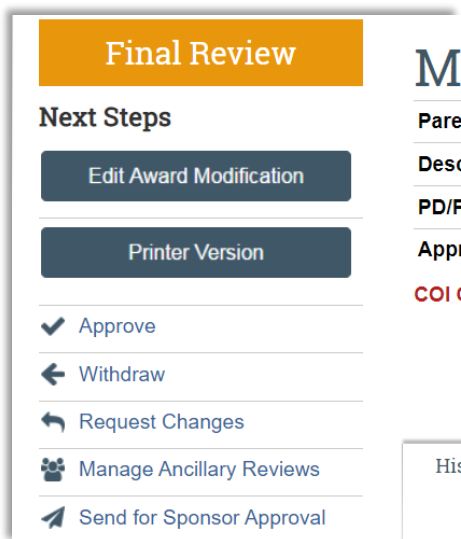 Final Review
Next Steps
Edit Award Modification
Printer Version
Approve
Withdraw
Request Changes
Manage Ancillary Reviews
Send for Sponsor Approval
COI